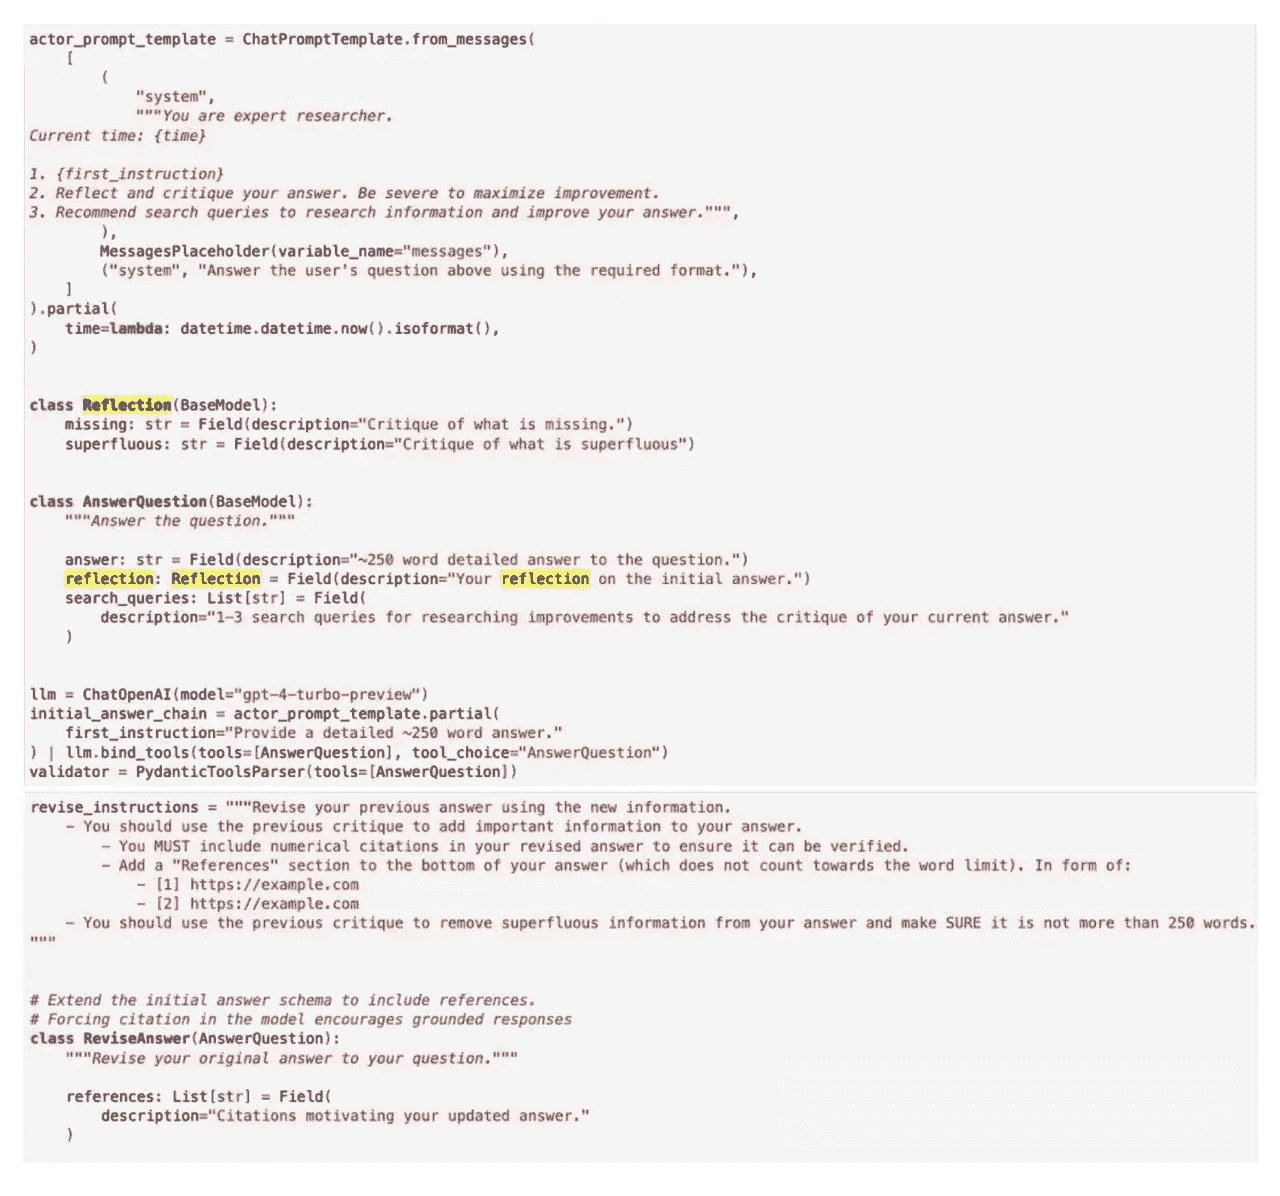 actor_prompt_template = ChatPromptTemplate.from_messages(
    [
        (
            "system",
            """You are expert researcher.
Current time: {time}

1. {first_instruction}
2. Reflect and critique your answer. Be severe to maximize improvement.
3. Recommend search queries to research information and improve your answer.""",
        ),
        MessagesPlaceholder(variable_name="messages"),
        ("system", "Answer the user's question above using the required format."),
    ]
).partial(
    time=lambda: datetime.datetime.now().isoformat(),
)


class Reflection(BaseModel):
    missing: str = Field(description="Critique of what is missing.")
    superfluous: str = Field(description="Critique of what is superfluous")


class AnswerQuestion(BaseModel):
    """Answer the question."""

    answer: str = Field(description="~250 word detailed answer to the question.")
    reflection: Reflection = Field(description="Your reflection on the initial answer.")
    search_queries: List[str] = Field(
        description="1-3 search queries for researching improvements to address the critique of your current answer."
    )


llm = ChatOpenAI(model="gpt-4-turbo-preview")
initial_answer_chain = actor_prompt_template.partial(
    first_instruction="Provide a detailed ~250 word answer."
) | llm.bind_tools(tools=[AnswerQuestion], tool_choice="AnswerQuestion")
validator = PydanticToolsParser(tools=[AnswerQuestion])
revise_instructions = """Revise your previous answer using the new information.
    - You should use the previous critique to add important information to your answer.
        - You MUST include numerical citations in your revised answer to ensure it can be verified.
        - Add a "References" section to the bottom of your answer (which does not count towards the word limit). In form of:
            - [1] https://example.com
            - [2] https://example.com
    - You should use the previous critique to remove superfluous information from your answer and make SURE it is not more than 250 words.
"""


# Extend the initial answer schema to include references.
# Forcing citation in the model encourages grounded responses
class ReviseAnswer(AnswerQuestion):
    """Revise your original answer to your question."""

    references: List[str] = Field(
        description="Citations motivating your updated answer."
    )